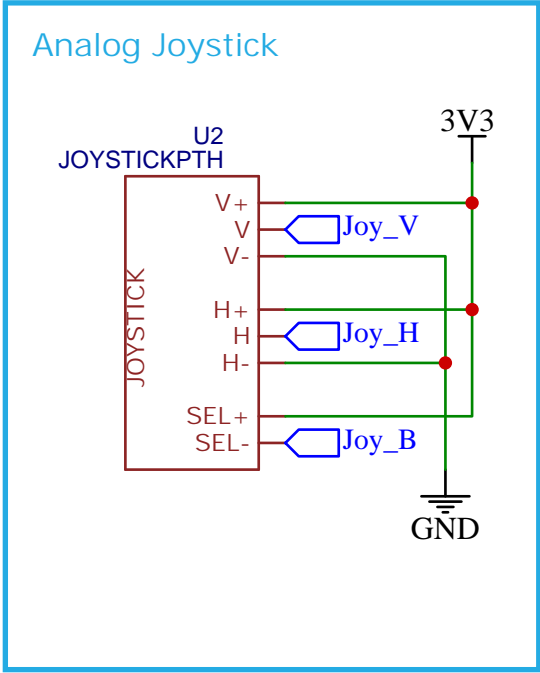 Analog Joystick
3V3
U2
JOYSTICKPTH
V+
V
Joy_V
V-
JOYSTICK
H+
H
Joy_H
H-
SEL+
SEL-
Joy_B
GND